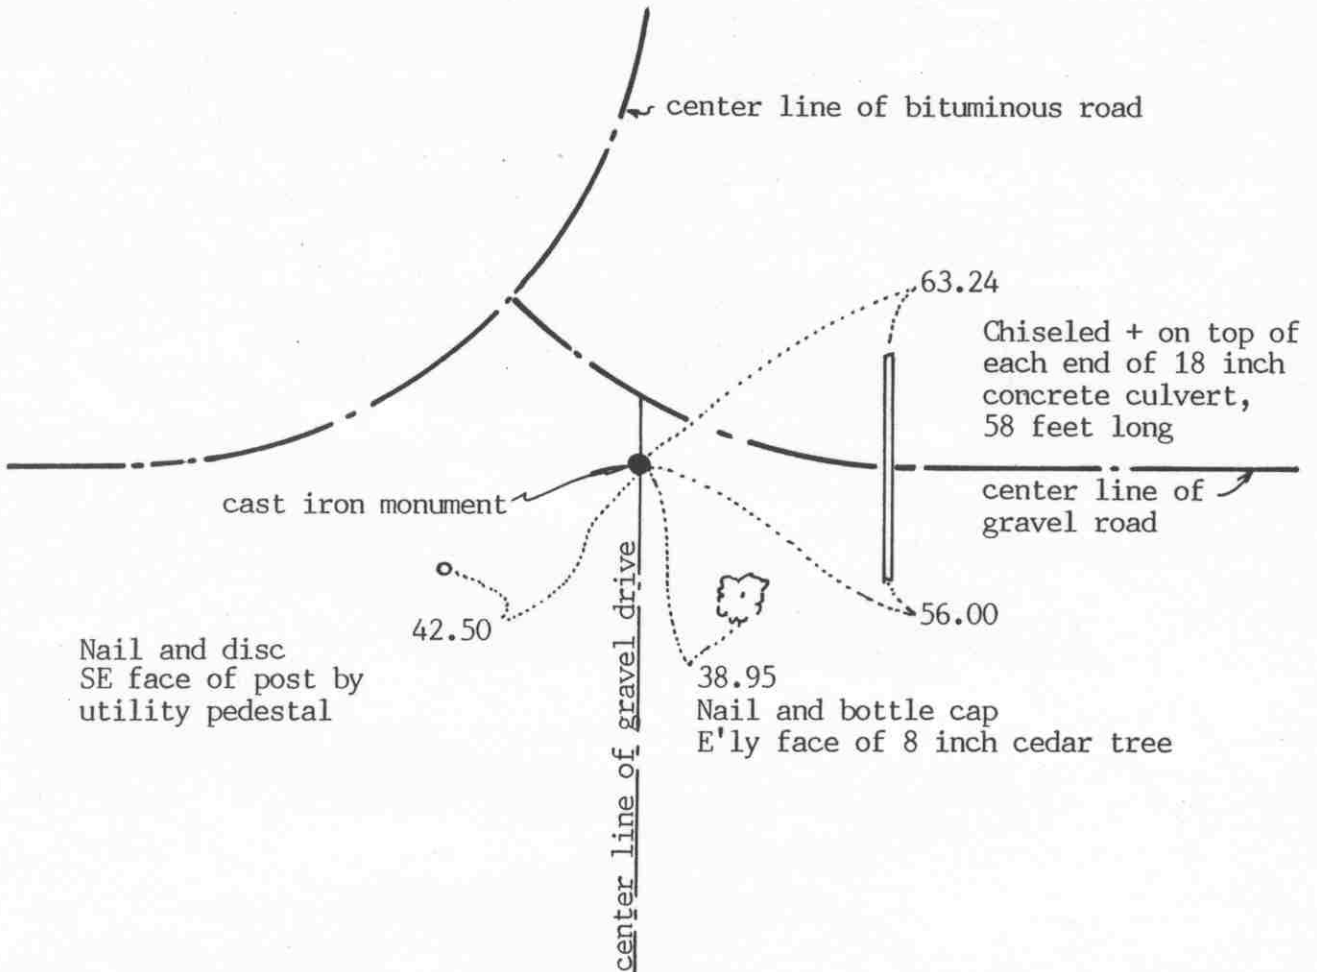 center line of bituminous road
63.24
Chiseled + on top of
each end of 18 inch
concrete culvert,
58 feet long
cast iron monument
center line of
gravel road
42.50
Nail and disc
SE face of post by
utility pedestal
center line of gravel drive
56.00
38.95
Nail and bottle cap
E'ly face of 8 inch cedar tree